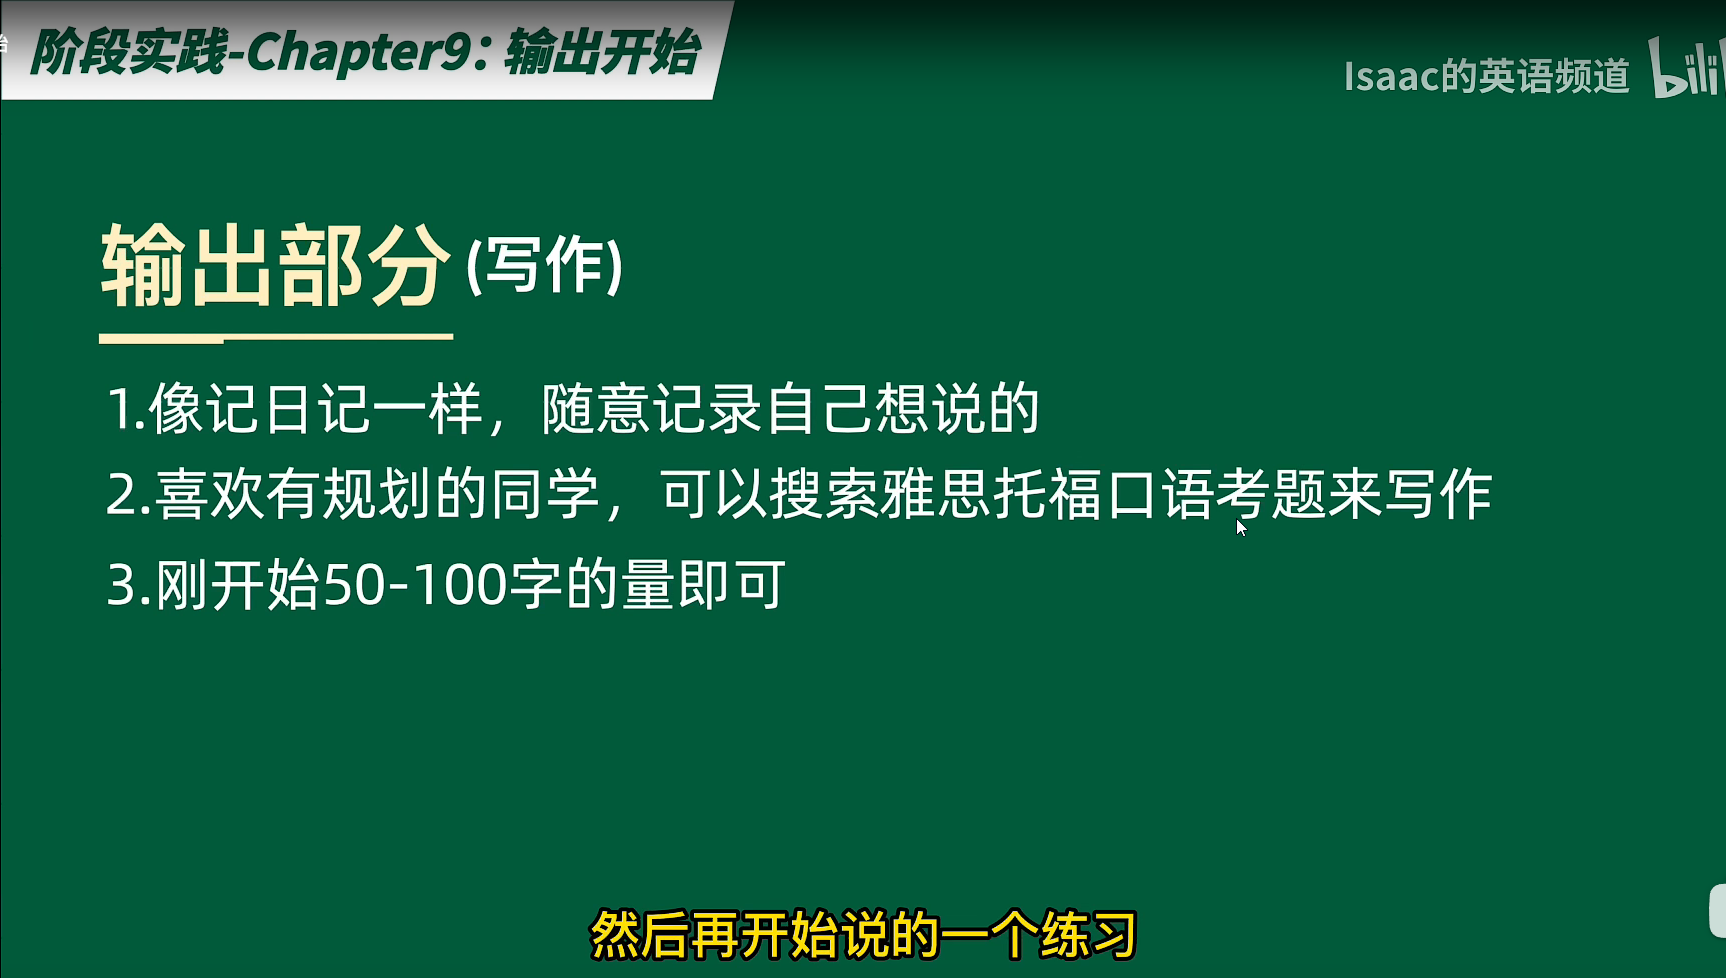 阶段实践-Chapter9：输出开始
Isaac的英语频道 bili
输出部分(写作)
1.像记日记一样，随意记录自己想说的
2.喜欢有规划的同学，可以搜索雅思托福口语考题来写作
3.刚开始50-100字的量即可
然后再开始说的一个练习